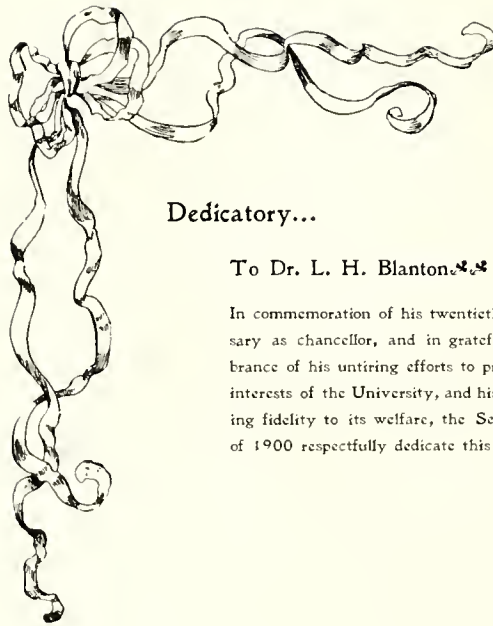 Dedicatory...
To Dr. L. H. Blanton
In commemoration of his twentiet
sary as chancellor, and in gratef
brance of his untiring efforts to p
interests of the University, and his
ing fidelity to its welfare, the Se
of 1900 respectfully dedicate this